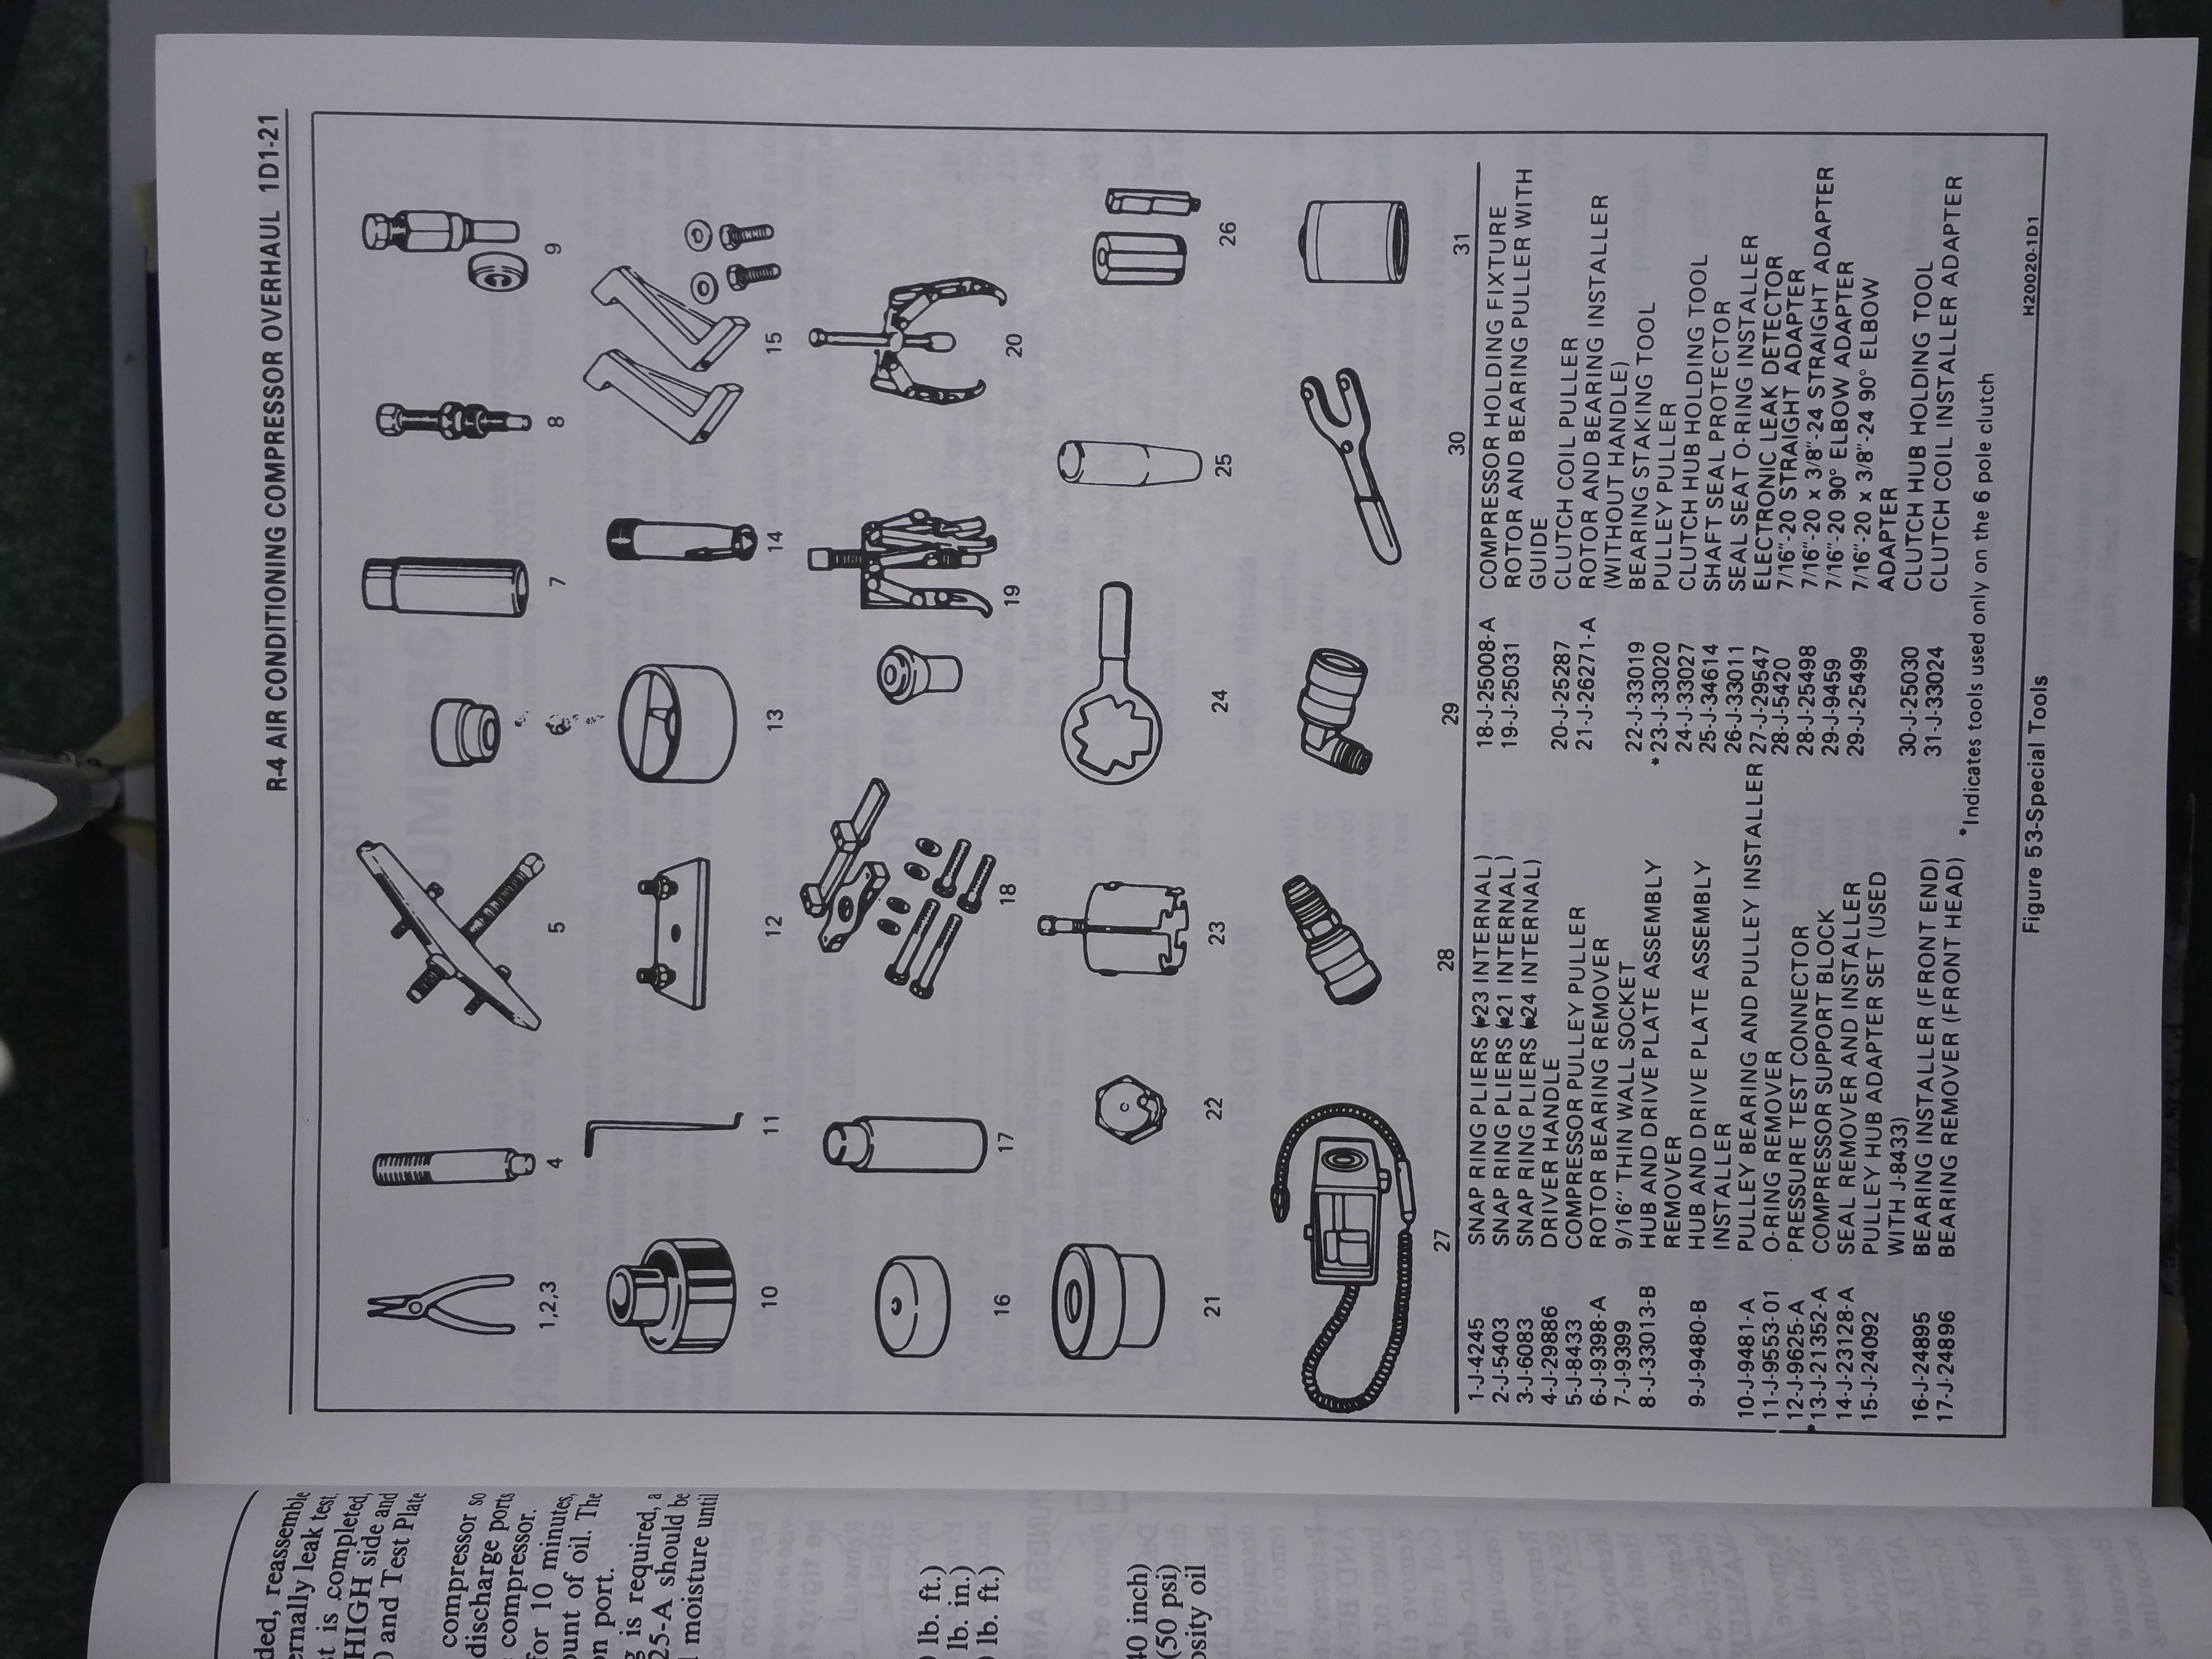 R-4 AIR CONDITIONING COMPRESSOR OVERHAUL 1D1-21
1,2,3
4
5
6
7
8
9
10
11
12
13
14
15
16
17
18
19
20
21
22
23
24
25
26
27
28
29
30
31
1-J-4245 SNAP RING PLIERS (#23 INTERNAL)
2-J-5403 SNAP RING PLIERS (#21 INTERNAL)
3-J-6083 SNAP RING PLIERS (#24 INTERNAL)
4-J-29886 DRIVER HANDLE
5-J-8433 COMPRESSOR PULLEY PULLER
6-J-9398-A ROTOR BEARING REMOVER
7-J-9399 9/16" THIN WALL SOCKET
8-J-33013-B HUB AND DRIVE PLATE ASSEMBLY
REMOVER
9-J-9480-B HUB AND DRIVE PLATE ASSEMBLY
INSTALLER
10-J-9481-A PULLEY BEARING AND PULLEY INSTALLER
11-J-9553-01 O-RING REMOVER
12-J-9625-A PRESSURE TEST CONNECTOR
*13-J-21352-A COMPRESSOR SUPPORT BLOCK
14-J-23128-A SEAL REMOVER AND INSTALLER
15-J-24092 PULLEY HUB ADAPTER SET (USED
WITH J-8433)
16-J-24895 BEARING INSTALLER (FRONT END)
17-J-24896 BEARING REMOVER (FRONT HEAD)
18-J-25008-A COMPRESSOR HOLDING FIXTURE
19-J-25031 ROTOR AND BEARING PULLER WITH
GUIDE
20-J-25287 CLUTCH COIL PULLER
21-J-26271-A ROTOR AND BEARING INSTALLER
(WITHOUT HANDLE)
22-J-33019 BEARING STAKING TOOL
*23-J-33020 PULLEY PULLER
24-J-33027 CLUTCH HUB HOLDING TOOL
25-J-34614 SHAFT SEAL PROTECTOR
26-J-33011 SEAL SEAT O-RING INSTALLER
27-J-29547 ELECTRONIC LEAK DETECTOR
28-J-5420 7/16"-20 STRAIGHT ADAPTER
28-J-25498 7/16"-20 x 3/8"-24 STRAIGHT ADAPTER
29-J-9459 7/16"-20 90° ELBOW ADAPTER
29-J-25499 7/16"-20 x 3/8"-24 90° ELBOW
ADAPTER
30-J-25030 CLUTCH HUB HOLDING TOOL
31-J-33024 CLUTCH COIL INSTALLER ADAPTER
*Indicates tools used only on the 6 pole clutch
H20020-1D1
Figure 53-Special Tools
reassemble
leak test.
is completed,
HIGH side and
and Test Plate
compressor so
discharge ports
compressor.
for 10 minutes,
of oil. The
port.
is required, a
should be
moisture until
lb. ft.)
lb. in.)
lb. ft.)
inch)
(50 psi)
oil